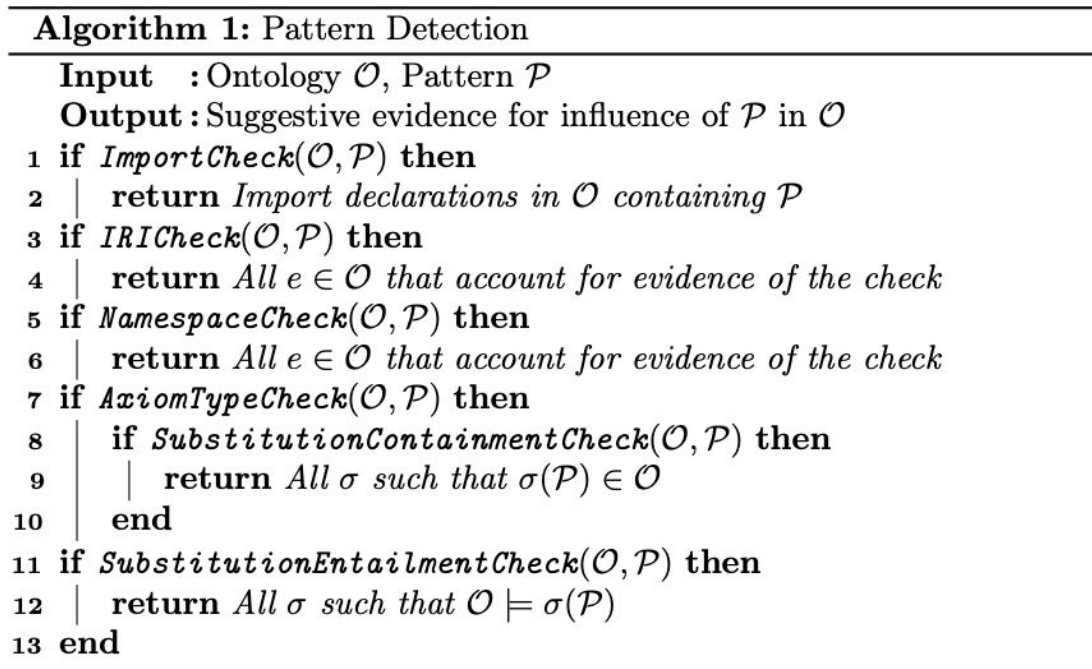 Algorithm 1: Pattern Detection
Input : Ontology 𝒪, Pattern 𝒫
Output : Suggestive evidence for influence of 𝒫 in 𝒪
1 if ImportCheck(𝒪, 𝒫) then
2 return Import declarations in 𝒪 containing 𝒫
3 if IRICheck(𝒪, 𝒫) then
4 return All e ∈ 𝒪 that account for evidence of the check
5 if NamespaceCheck(𝒪, 𝒫) then
6 return All e ∈ 𝒪 that account for evidence of the check
7 if AxiomTypeCheck(𝒪, 𝒫) then
8 if SubstitutionContainmentCheck(𝒪, 𝒫) then
9 return All σ such that σ(𝒫) ∈ 𝒪
10 end
11 if SubstitutionEntailmentCheck(𝒪, 𝒫) then
12 return All σ such that 𝒪 ⊨ σ(𝒫)
13 end